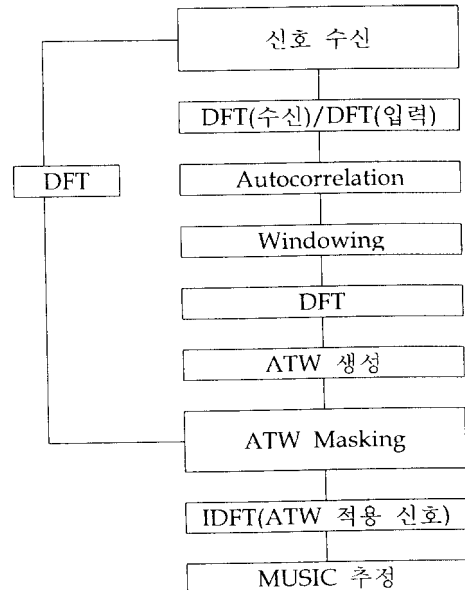 신호 수신
DFT(수신)/DFT(입력)
DFT
Autocorrelation
Windowing
DFT
ATW 생성
ATW Masking
IDFT(ATW 적용 신호)
MUSIC 추정